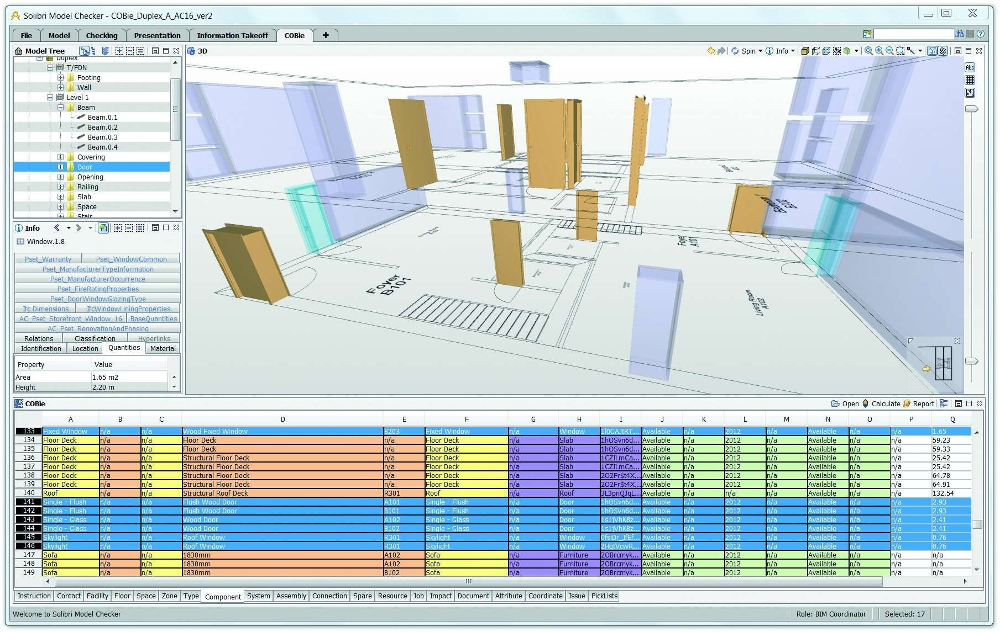 Solibri Model Checker - COBie_Duplex_A_AC16_ver2
File Model Checking Presentation Information Takeoff COBie +
Model Tree
Duplex
T/FDN
Footing
Wall
Level 1
Beam
Beam.0.1
Beam.0.2
Beam.0.3
Beam.0.4
Covering
Door
Opening
Railing
Slab
Space
Stair
Info
Window.1.8
Pset_Warranty Pset_WindowCommon
Pset_ManufacturerTypeInformation
Pset_ManufacturerOccurrence
Pset_FireRatingProperties
Pset_DoorWindowGlazingType
Ifc Dimensions IfcWindowLiningProperties
AC_Pset_Storefront_Window_16 BaseQuantities
AC_Pset_RenovationAndPhasing
Relations Classification Hyperlinks
Identification Location Quantities Material
Property Value
Area 1.65 m2
Height 2.20 m
3D
Spin Info
Abc
Foyer
B101
Foyer
A101
Living Room
A102
B202
COBie
Open Calculate Report
A B C D E F G H I J K L M N O P Q
133 Fixed Window n/a n/a Wood Fixed Window B203 Fixed Window n/a Window 1l0GAJtRT... Available n/a 2012 n/a Available n/a n/a 1.65
134 Floor Deck n/a n/a Floor Deck n/a Floor Deck n/a Slab 1hOSvn6d... Available n/a 2012 n/a Available n/a n/a 59.23
135 Floor Deck n/a n/a Floor Deck n/a Floor Deck n/a Slab 1hOSvn6d... Available n/a 2012 n/a Available n/a n/a 59.33
136 Floor Deck n/a n/a Structural Floor Deck n/a Floor Deck n/a Slab 1CZILmCa... Available n/a 2012 n/a Available n/a n/a 25.42
137 Floor Deck n/a n/a Structural Floor Deck n/a Floor Deck n/a Slab 1CZILmCa... Available n/a 2012 n/a Available n/a n/a 25.42
138 Floor Deck n/a n/a Structural Floor Deck n/a Floor Deck n/a Slab 2O2Fr$t4X... Available n/a 2012 n/a Available n/a n/a 64.78
139 Floor Deck n/a n/a Structural Floor Deck n/a Floor Deck n/a Slab 2O2Fr$t4X... Available n/a 2012 n/a Available n/a n/a 64.91
140 Roof n/a n/a Structural Roof Deck R301 Roof n/a Roof 3L3pnQJqL... Available n/a n/a n/a Available n/a n/a 132.54
141 Single - Flush n/a n/a Flush Wood Door A101 Single - Flush n/a Door 1hOSvn6d... Available n/a 2012 n/a Available n/a n/a 2.93
142 Single - Flush n/a n/a Flush Wood Door B101 Single - Flush n/a Door 1hOSvn6d... Available n/a 2012 n/a Available n/a n/a 2.93
143 Single - Glass n/a n/a Wood Door A102 Single - Glass n/a Door 1s1jVhK8z... Available n/a 2012 n/a Available n/a n/a 2.41
144 Single - Glass n/a n/a Wood Door B102 Single - Glass n/a Door 1s1jVhK8z... Available n/a 2012 n/a Available n/a n/a 2.41
145 Skylight n/a n/a Roof Window R301 Skylight n/a Window 0fsiDr_IfEf... Available n/a 2012 n/a Available n/a n/a 0.76
146 Skylight n/a n/a Roof Window R301 Skylight n/a Window 2HqtVcwR... Available n/a 2012 n/a Available n/a n/a 0.76
147 Sofa n/a n/a 1830mm A102 Sofa n/a Furniture 2OBrcmyk... Available n/a 2012 n/a Available n/a n/a n/a
148 Sofa n/a n/a 1830mm A102 Sofa n/a Furniture 2OBrcmyk... Available n/a 2012 n/a Available n/a n/a n/a
149 Sofa n/a n/a 1830mm B102 Sofa n/a Furniture 2OBrcmyk... Available n/a 2012 n/a Available n/a n/a n/a
Instruction Contact Facility Floor Space Zone Type Component System Assembly Connection Spare Resource Job Impact Document Attribute Coordinate Issue PickLists
Welcome to Solibri Model Checker Role: BIM Coordinator Selected: 17